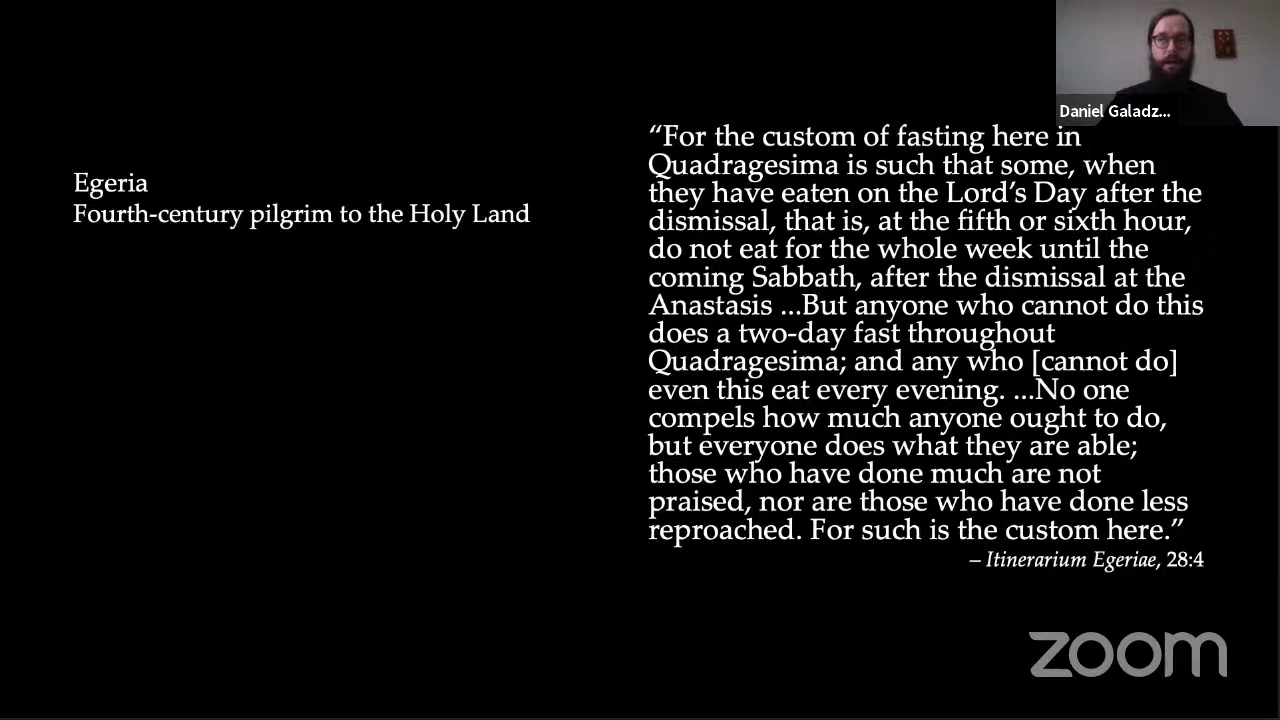 Daniel Galadz...
Egeria
Fourth-century pilgrim to the Holy Land
“For the custom of fasting here in
Quadragesima is such that some, when
they have eaten on the Lord’s Day after the
dismissal, that is, at the fifth or sixth hour,
do not eat for the whole week until the
coming Sabbath, after the dismissal at the
Anastasis ...But anyone who cannot do this
does a two-day fast throughout
Quadragesima; and any who [cannot do]
even this eat every evening. ...No one
compels how much anyone ought to do,
but everyone does what they are able;
those who have done much are not
praised, nor are those who have done less
reproached. For such is the custom here.”
– Itinerarium Egeriae, 28:4
zoom